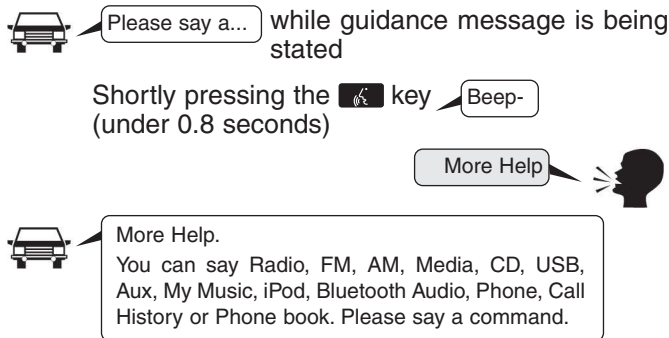 Please say a... while guidance message is being
stated
Shortly pressing the key Beep-
(under 0.8 seconds)
More Help
More Help.
You can say Radio, FM, AM, Media, CD, USB,
Aux, My Music, iPod, Bluetooth Audio, Phone, Call
History or Phone book. Please say a command.